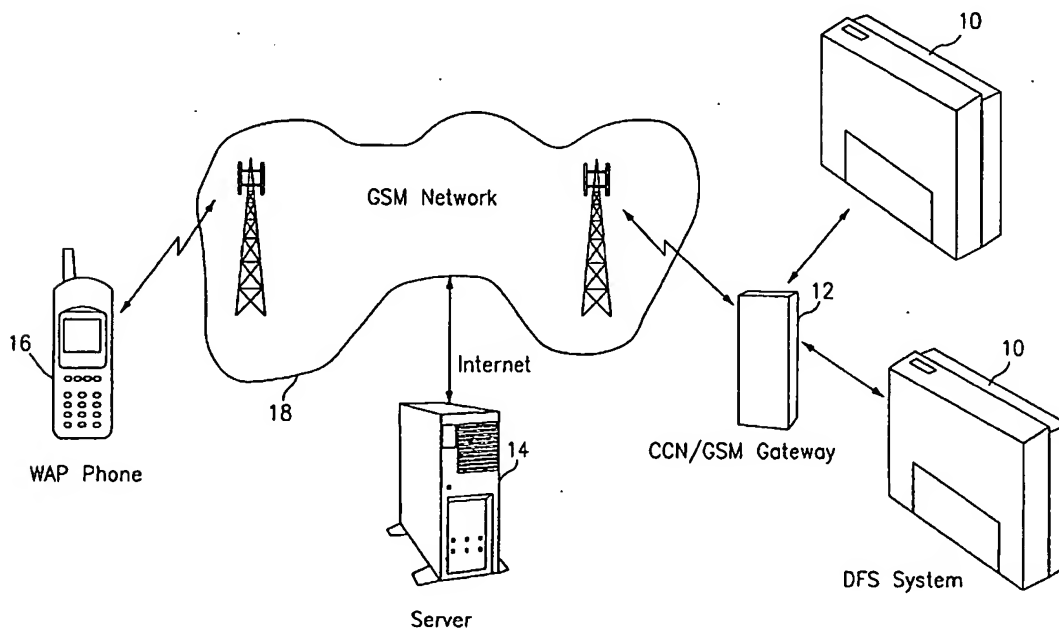 10
GSM Network
12
16
Internet
10
18
14
WAP Phone
CCN/GSM Gateway
DFS System
Server